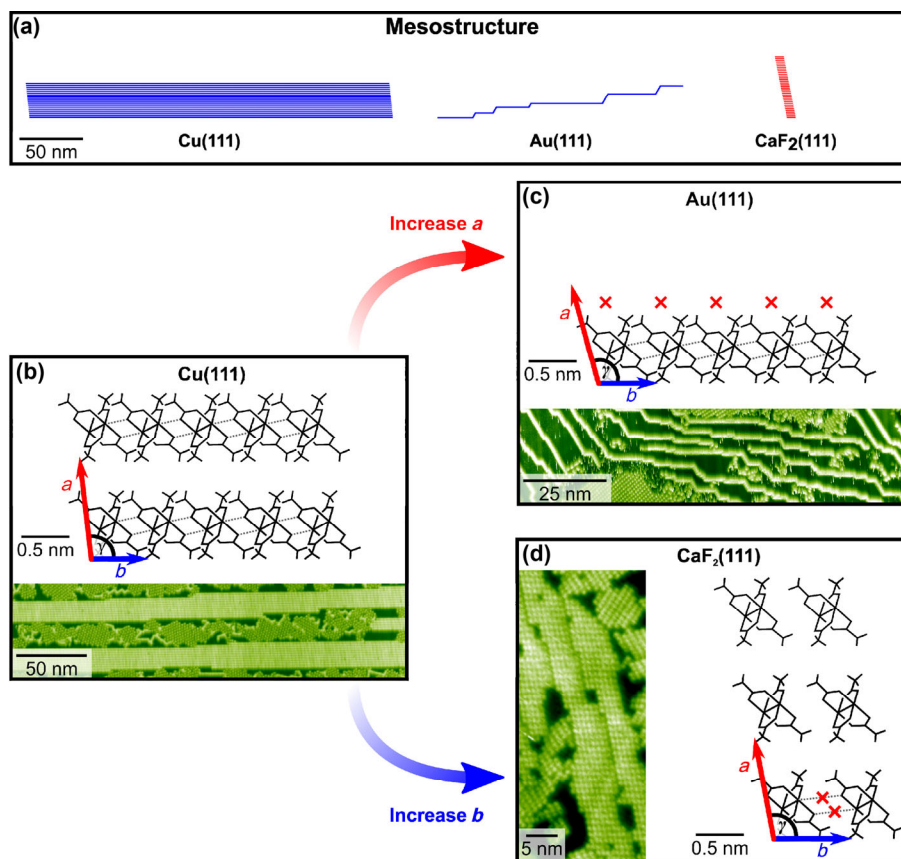 (a)
Mesostructure
50 nm
Cu(111)
Au(111)
CaF2(111)
Increase a
(c)
Au(111)
a
0.5 nm
γ
b
25 nm
(b)
Cu(111)
a
0.5 nm
γ
b
50 nm
Increase b
(d)
CaF₂(111)
5 nm
a
0.5 nm
γ
b